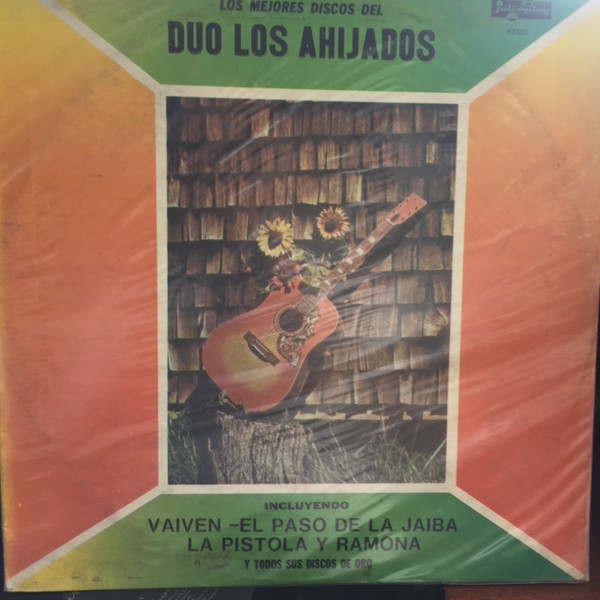 LOS MEJORES DISCOS DEL
DUO LOS AHIJADOS
INCLUYENDO
VAIVEN -EL PASO DE LA JAIBA
LA PISTOLA Y RAMONA
Y TODOS SUS DISCOS DE ORO